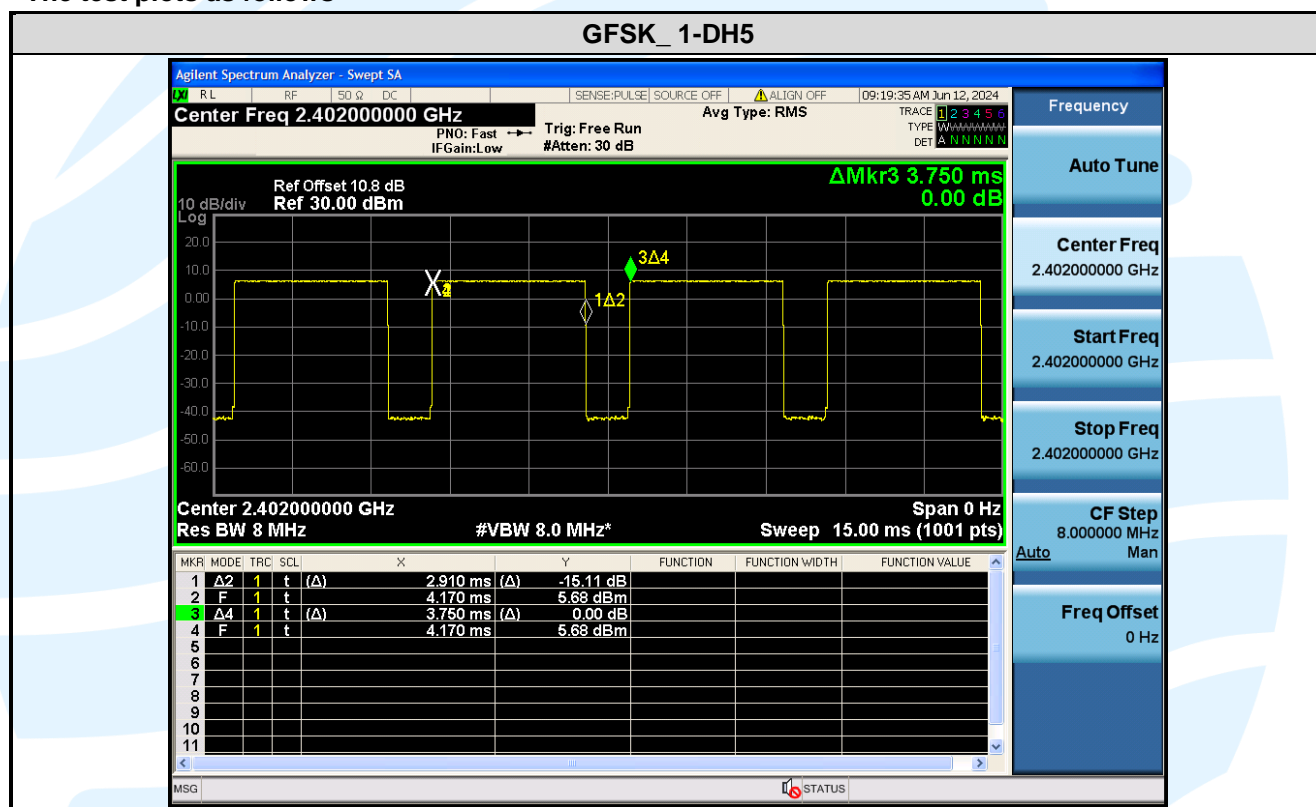 The test plots as follows
GFSK_ 1-DH5
Agilent Spectrum Analyzer - Swept SA
LXI RL RF 50 Ω DC SENSE:PULSE SOURCE OFF ALIGN OFF 09:19:35 AM Jun 12, 2024
Center Freq 2.402000000 GHz
PNO: Fast
IFGain:Low
Trig: Free Run
#Atten: 30 dB
Avg Type: RMS
TRACE 1 2 3 4 5 6
TYPE WWWWWWW
DET A N N N N N
Frequency
Auto Tune
Center Freq
2.402000000 GHz
Start Freq
2.402000000 GHz
Stop Freq
2.402000000 GHz
CF Step
8.000000 MHz
Auto Man
Freq Offset
0 Hz
ΔMkr3 3.750 ms
0.00 dB
Ref Offset 10.8 dB
10 dB/div Ref 30.00 dBm
Log
20.0
10.0
0.00
-10.0
-20.0
-30.0
-40.0
-50.0
-60.0
3Δ4
1Δ2
Center 2.402000000 GHz Span 0 Hz
Res BW 8 MHz #VBW 8.0 MHz* Sweep 15.00 ms (1001 pts)
MKR MODE TRC SCL X Y FUNCTION FUNCTION WIDTH FUNCTION VALUE
1 Δ2 1 t (Δ) 2.910 ms (Δ) -15.11 dB
2 F 1 t 4.170 ms 5.68 dBm
3 Δ4 1 t (Δ) 3.750 ms (Δ) 0.00 dB
4 F 1 t 4.170 ms 5.68 dBm
5
6
7
8
9
10
11
MSG STATUS